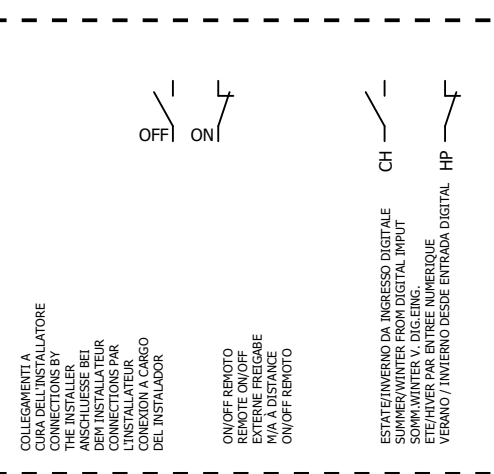 OFF
ON
CH
HP
COLLEGAMENTI A
CURA DELL'INSTALLATORE
CONNECTIONS BY
THE INSTALLER
ANSCHLUESSE BEI
DEM INSTALLATEUR
CONNECTIONS PAR
L'INSTALLATEUR
CONEXION A CARGO
DEL INSTALADOR
ON/OFF REMOTO
REMOTE ON/OFF
EXTERNE FREIGABE
M/A À DISTANCE
ON/OFF REMOTO
ESTATE/INVERNO DA INGRESSO DIGITALE
SUMMER/WINTER FROM DIGITAL IMPUT
SOMM.WINTER V. DIG.EING.
ETE/HIVER PAR ENTREE NUMERIQUE
VERANO / INVIERNO DESDE ENTRADA DIGITAL